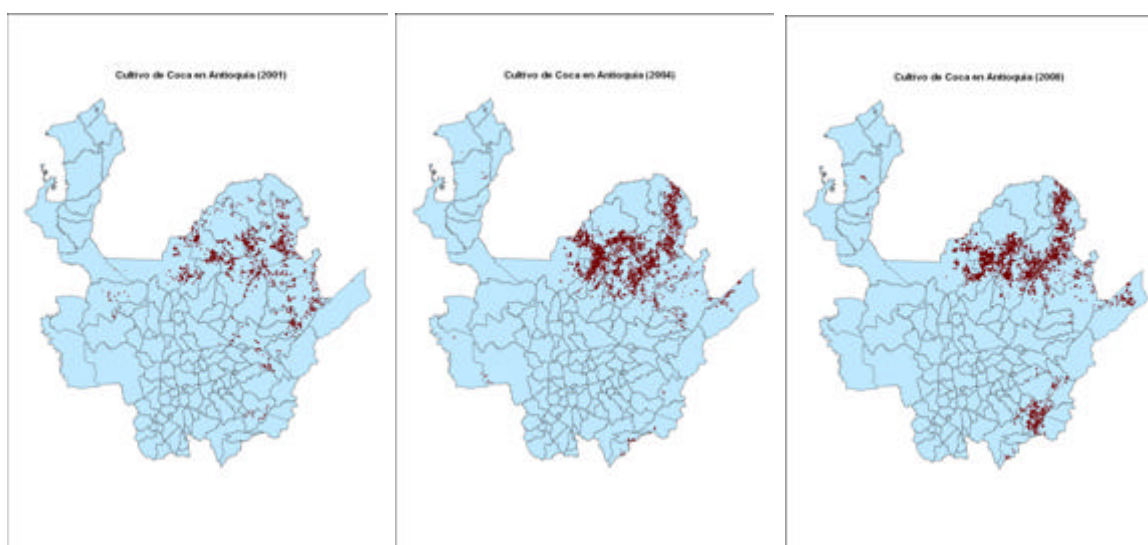 Cultivo de Coca en Antioquia (2001)
Cultivo de Coca en Antioquia (2004)
Cultivo de Coca en Antioquia (2008)